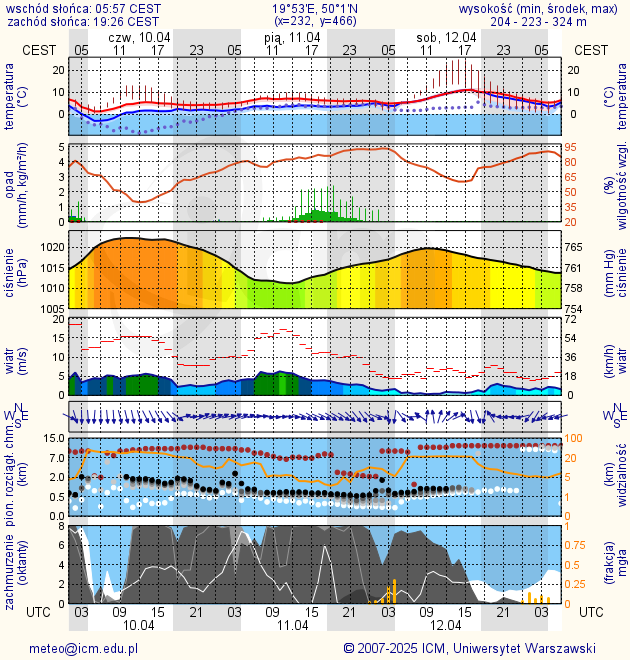 wschód słońca: 05:57 CEST 19°53'E, 50°1'N wysokość (min, środek, max)
zachód słońca: 19:26 CEST (x=232, y=466) 204 - 223 - 324 m
czw, 10.04 pią, 11.04 sob, 12.04
CEST 05 11 17 23 05 11 17 23 05 11 17 23 05 CEST
temperatura (°C) 20 10 0 20 10 0 temperatura (°C)
opad (mm/h, kg/m²/h) 5 4 3 2 1 0 95 80 65 50 35 20 (%) wilgotność wzgl.
ciśnienie (hPa) 1020 1015 1010 1005 765 761 758 754 (mm Hg) ciśnienie
wiatr (m/s) 20 15 10 5 0 72 54 36 18 0 (km/h) wiatr
N W E S N W E S
pion. rozciągł. chm. (km) 15.0 7.0 2.0 0.5 0.0 100 20 5 1 0 (km) widzialność
zachmurzenie (oktanty) 8 6 4 2 0 1 0.75 0.5 0.25 0 (frakcja) mgła
UTC 03 09 15 21 03 09 15 21 03 09 15 21 03 UTC
10.04 11.04 12.04
meteo@icm.edu.pl © 2007-2025 ICM, Uniwersytet Warszawski